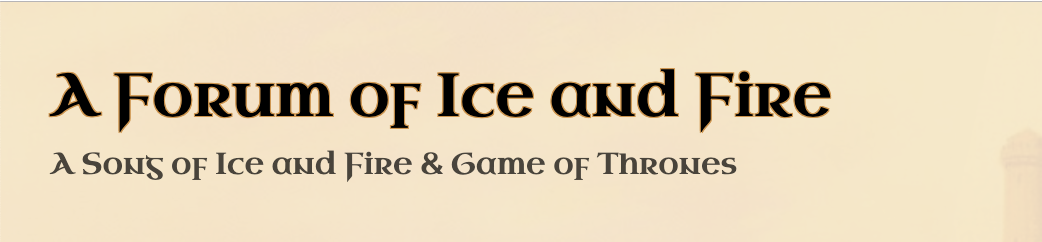 A Forum of Ice and Fire
A Song of Ice and Fire & Game of Thrones